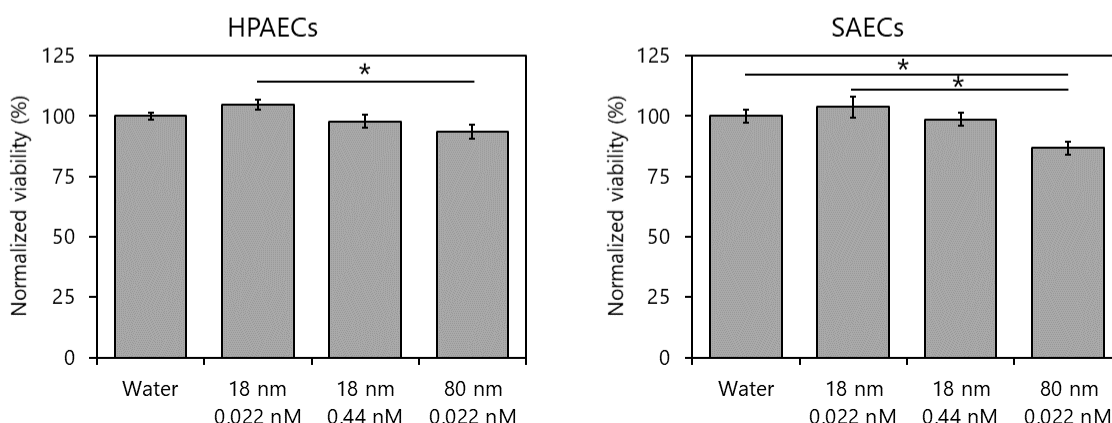 HPAECs
Normalized viability (%)
125
100
75
50
25
0
*
Water
18 nm
0.022 nM
18 nm
0.44 nM
80 nm
0.022 nM
SAECs
Normalized viability (%)
125
100
75
50
25
0
*
*
Water
18 nm
0.022 nM
18 nm
0.44 nM
80 nm
0.022 nM